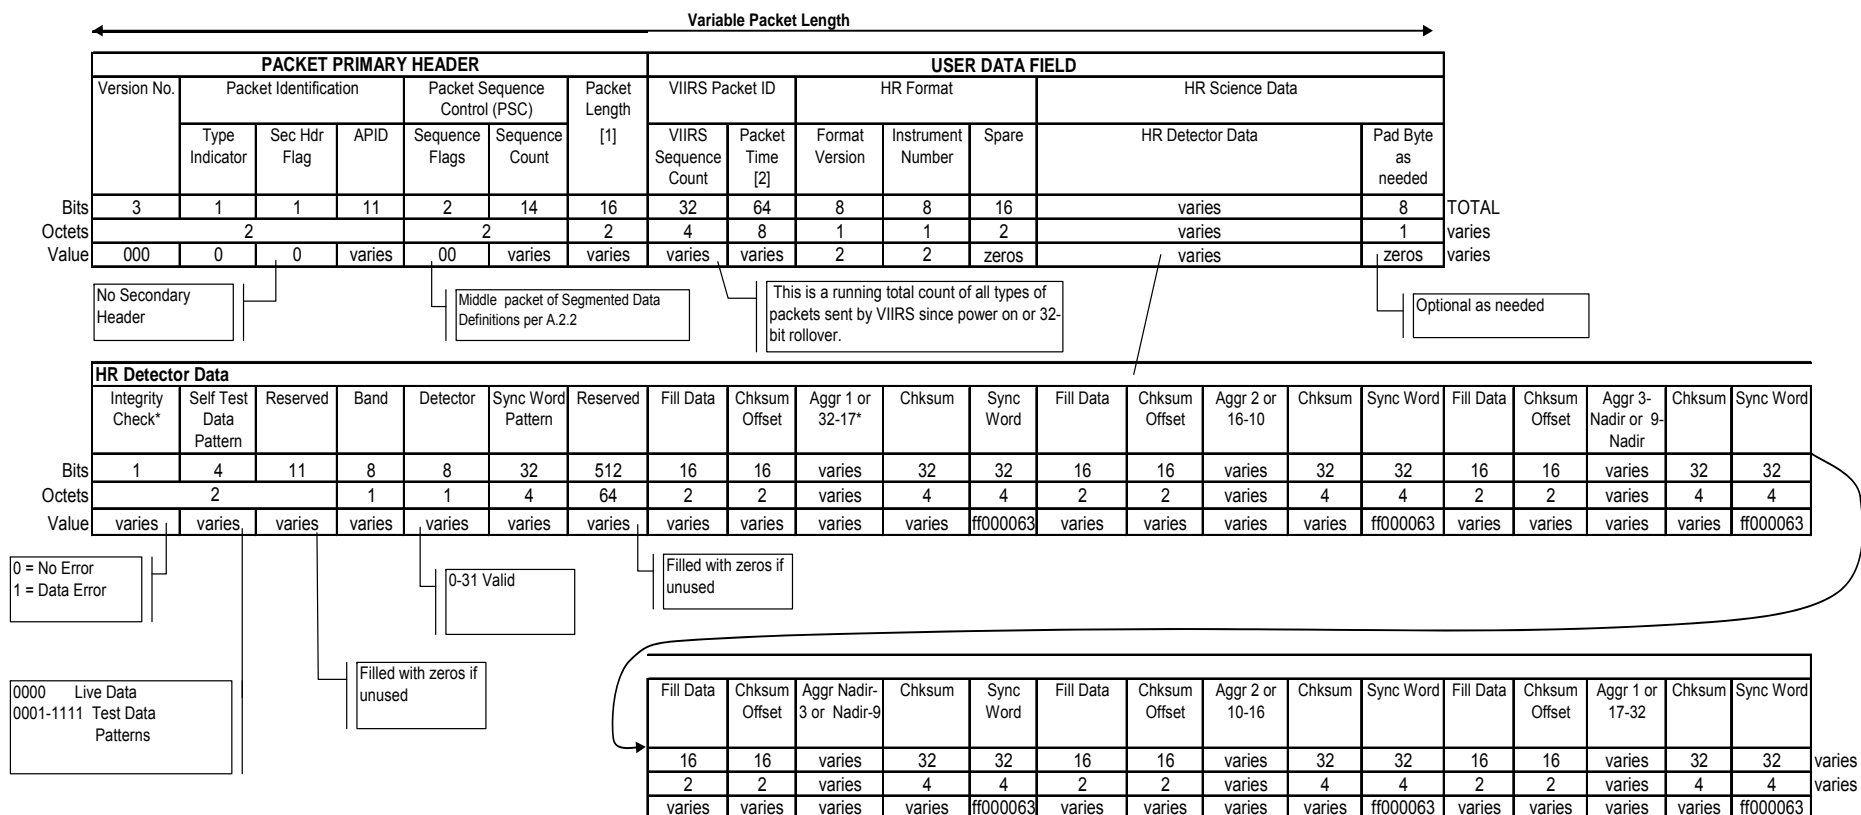 Variable Packet Length
PACKET PRIMARY HEADER USER DATA FIELD
Version No. Packet Identification Packet Sequence Control (PSC) Packet Length [1] VIIRS Packet ID HR Format HR Science Data
Type Indicator Sec Hdr Flag APID Sequence Flags Sequence Count VIIRS Sequence Count Packet Time [2] Format Version Instrument Number Spare HR Detector Data Pad Byte as needed
Bits 3 1 1 11 2 14 16 32 64 8 8 16 varies 8 TOTAL
Octets 2 2 2 4 8 1 1 2 varies 1 varies
Value 000 0 0 varies 00 varies varies varies varies 2 2 zeros varies zeros varies
No Secondary
Header
Middle packet of Segmented Data
Definitions per A.2.2
This is a running total count of all types of
packets sent by VIIRS since power on or 32-
bit rollover.
Optional as needed
HR Detector Data
Integrity Check* Self Test Data Pattern Reserved Band Detector Sync Word Pattern Reserved Fill Data Chksum Offset Aggr 1 or 32-17* Chksum Sync Word Fill Data Chksum Offset Aggr 2 or 16-10 Chksum Sync Word Fill Data Chksum Offset Aggr 3-Nadir or 9-Nadir Chksum Sync Word
Bits 1 4 11 8 8 32 512 16 16 varies 32 32 16 16 varies 32 32 16 16 varies 32 32
Octets 2 1 1 4 64 2 2 varies 4 4 2 2 varies 4 4 2 2 varies 4 4
Value varies varies varies varies varies varies varies varies varies varies varies ff000063 varies varies varies varies ff000063 varies varies varies varies ff000063
0 = No Error
1 = Data Error
0-31 Valid
Filled with zeros if
unused
0000 Live Data
0001-1111 Test Data
Patterns
Filled with zeros if
unused
Fill Data Chksum Offset Aggr Nadir-3 or Nadir-9 Chksum Sync Word Fill Data Chksum Offset Aggr 2 or 10-16 Chksum Sync Word Fill Data Chksum Offset Aggr 1 or 17-32 Chksum Sync Word
16 16 varies 32 32 16 16 varies 32 32 16 16 varies 32 32 varies
2 2 varies 4 4 2 2 varies 4 4 2 2 varies 4 4 varies
varies varies varies varies ff000063 varies varies varies varies ff000063 varies varies varies varies ff000063